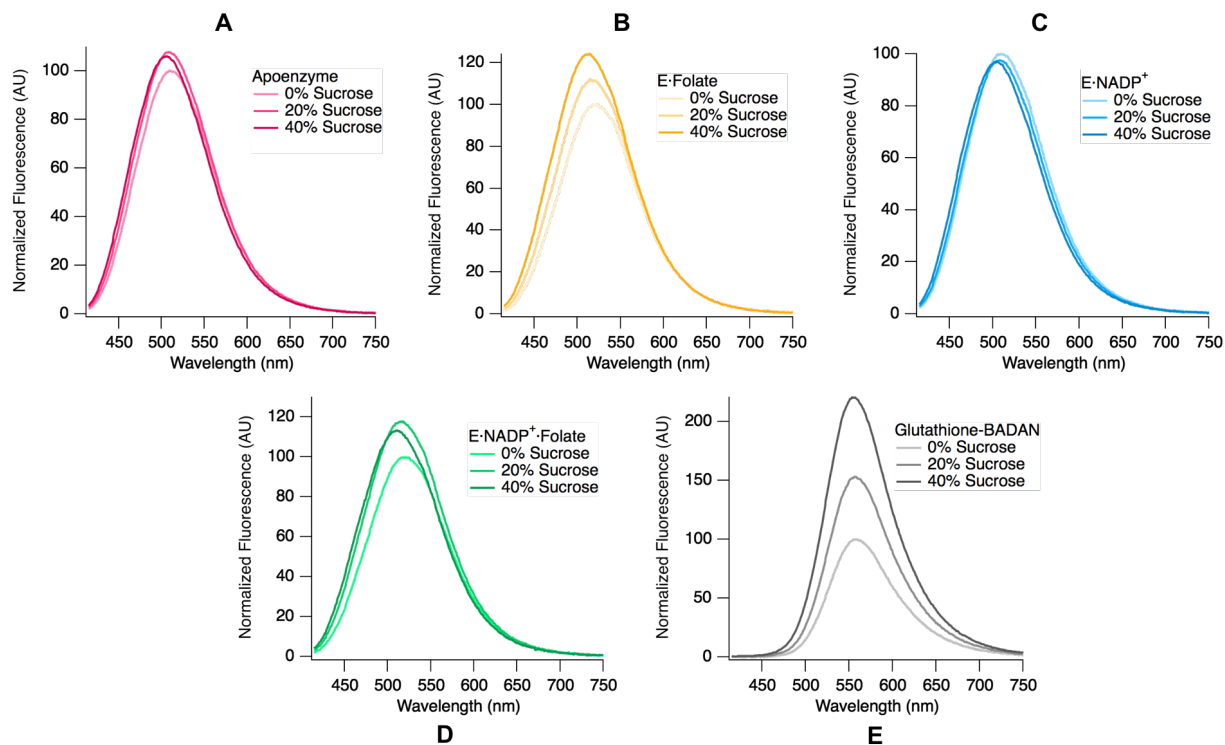 A
Normalized Fluorescence (AU)
100
80
60
40
20
0
450 500 550 600 650 700 750
Wavelength (nm)
Apoenzyme
0% Sucrose
20% Sucrose
40% Sucrose
B
Normalized Fluorescence (AU)
120
100
80
60
40
20
0
450 500 550 600 650 700 750
Wavelength (nm)
E·Folate
0% Sucrose
20% Sucrose
40% Sucrose
C
Normalized Fluorescence (AU)
100
80
60
40
20
0
450 500 550 600 650 700 750
Wavelength (nm)
E·NADP⁺
0% Sucrose
20% Sucrose
40% Sucrose
Normalized Fluorescence (AU)
120
100
80
60
40
20
0
450 500 550 600 650 700 750
Wavelength (nm)
E·NADP⁺·Folate
0% Sucrose
20% Sucrose
40% Sucrose
D
Normalized Fluorescence (AU)
200
150
100
50
0
450 500 550 600 650 700 750
Wavelength (nm)
Glutathione-BADAN
0% Sucrose
20% Sucrose
40% Sucrose
E